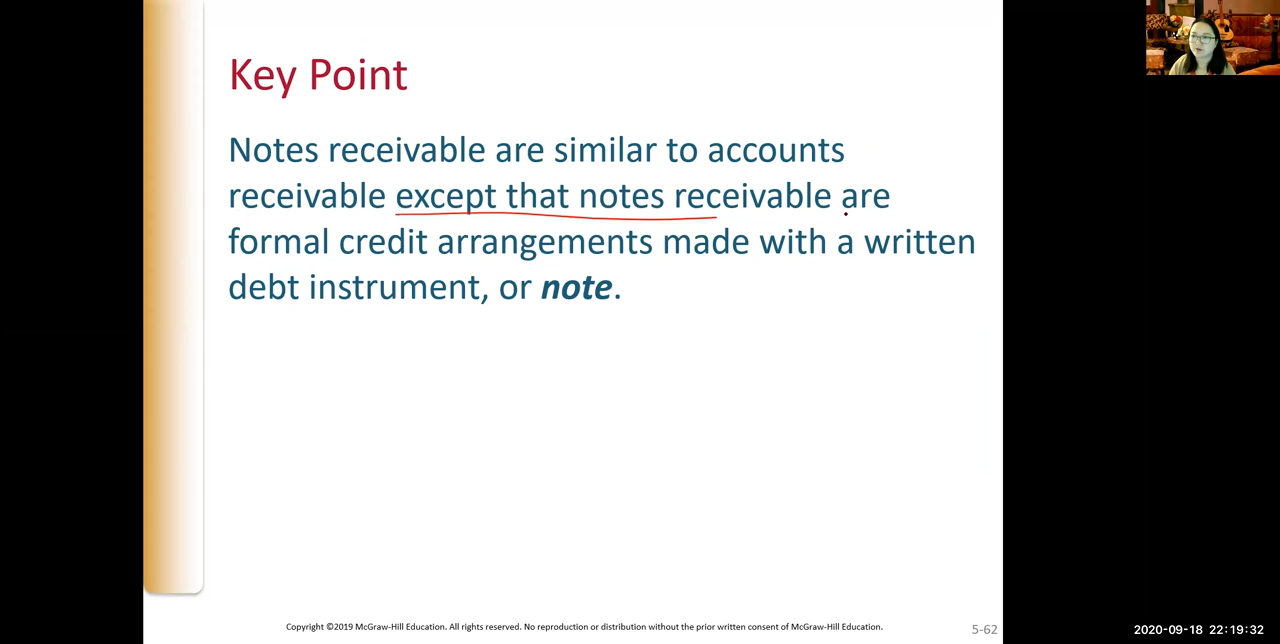 Key Point
Notes receivable are similar to accounts
receivable except that notes receivable are
formal credit arrangements made with a written
debt instrument, or note.
Copyright ©2019 McGraw-Hill Education. All rights reserved. No reproduction or distribution without the prior written consent of McGraw-Hill Education.
5-62
2020-09-18 22:19:32